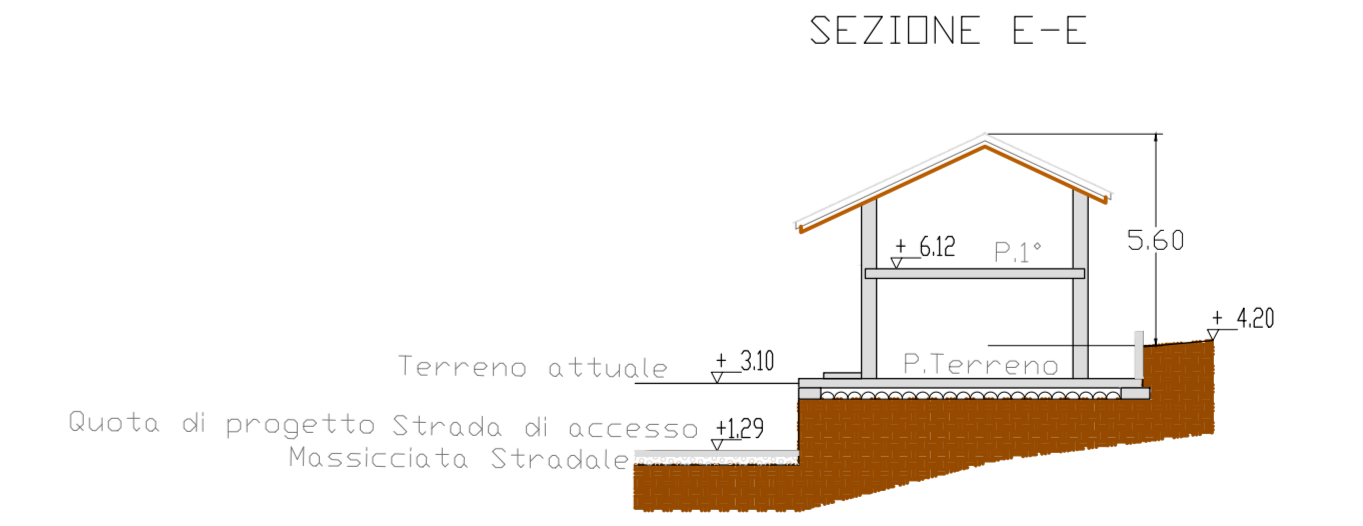 SEZIONE E-E
5.60
+ 6.12 P.1°
+ 4.20
Terreno attuale + 3.10 P.Terreno
Quota di progetto Strada di accesso +1.29
Massicciata Stradale